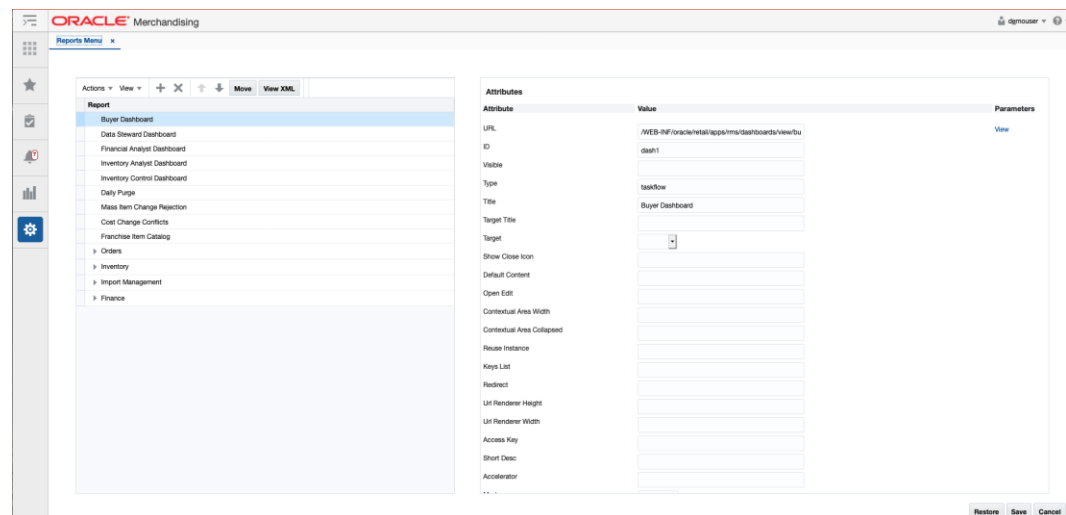 ORACLE® Merchandising
demouser
Reports Menu ×
Actions View Move View XML
Report
Buyer Dashboard
Data Steward Dashboard
Financial Analyst Dashboard
Inventory Analyst Dashboard
Inventory Control Dashboard
Daily Purge
Mass Item Change Rejection
Cost Change Conflicts
Franchise Item Catalog
Orders
Inventory
Import Management
Finance
Attributes
Attribute Value Parameters
URL /WEB-INF/oracle/retail/apps/rms/dashboards/view/bu View
ID dash1
Visible
Type taskflow
Title Buyer Dashboard
Target Title
Target
Show Close Icon
Default Content
Open Edit
Contextual Area Width
Contextual Area Collapsed
Reuse Instance
Keys List
Redirect
Url Renderer Height
Url Renderer Width
Access Key
Short Desc
Accelerator
Restore Save Cancel